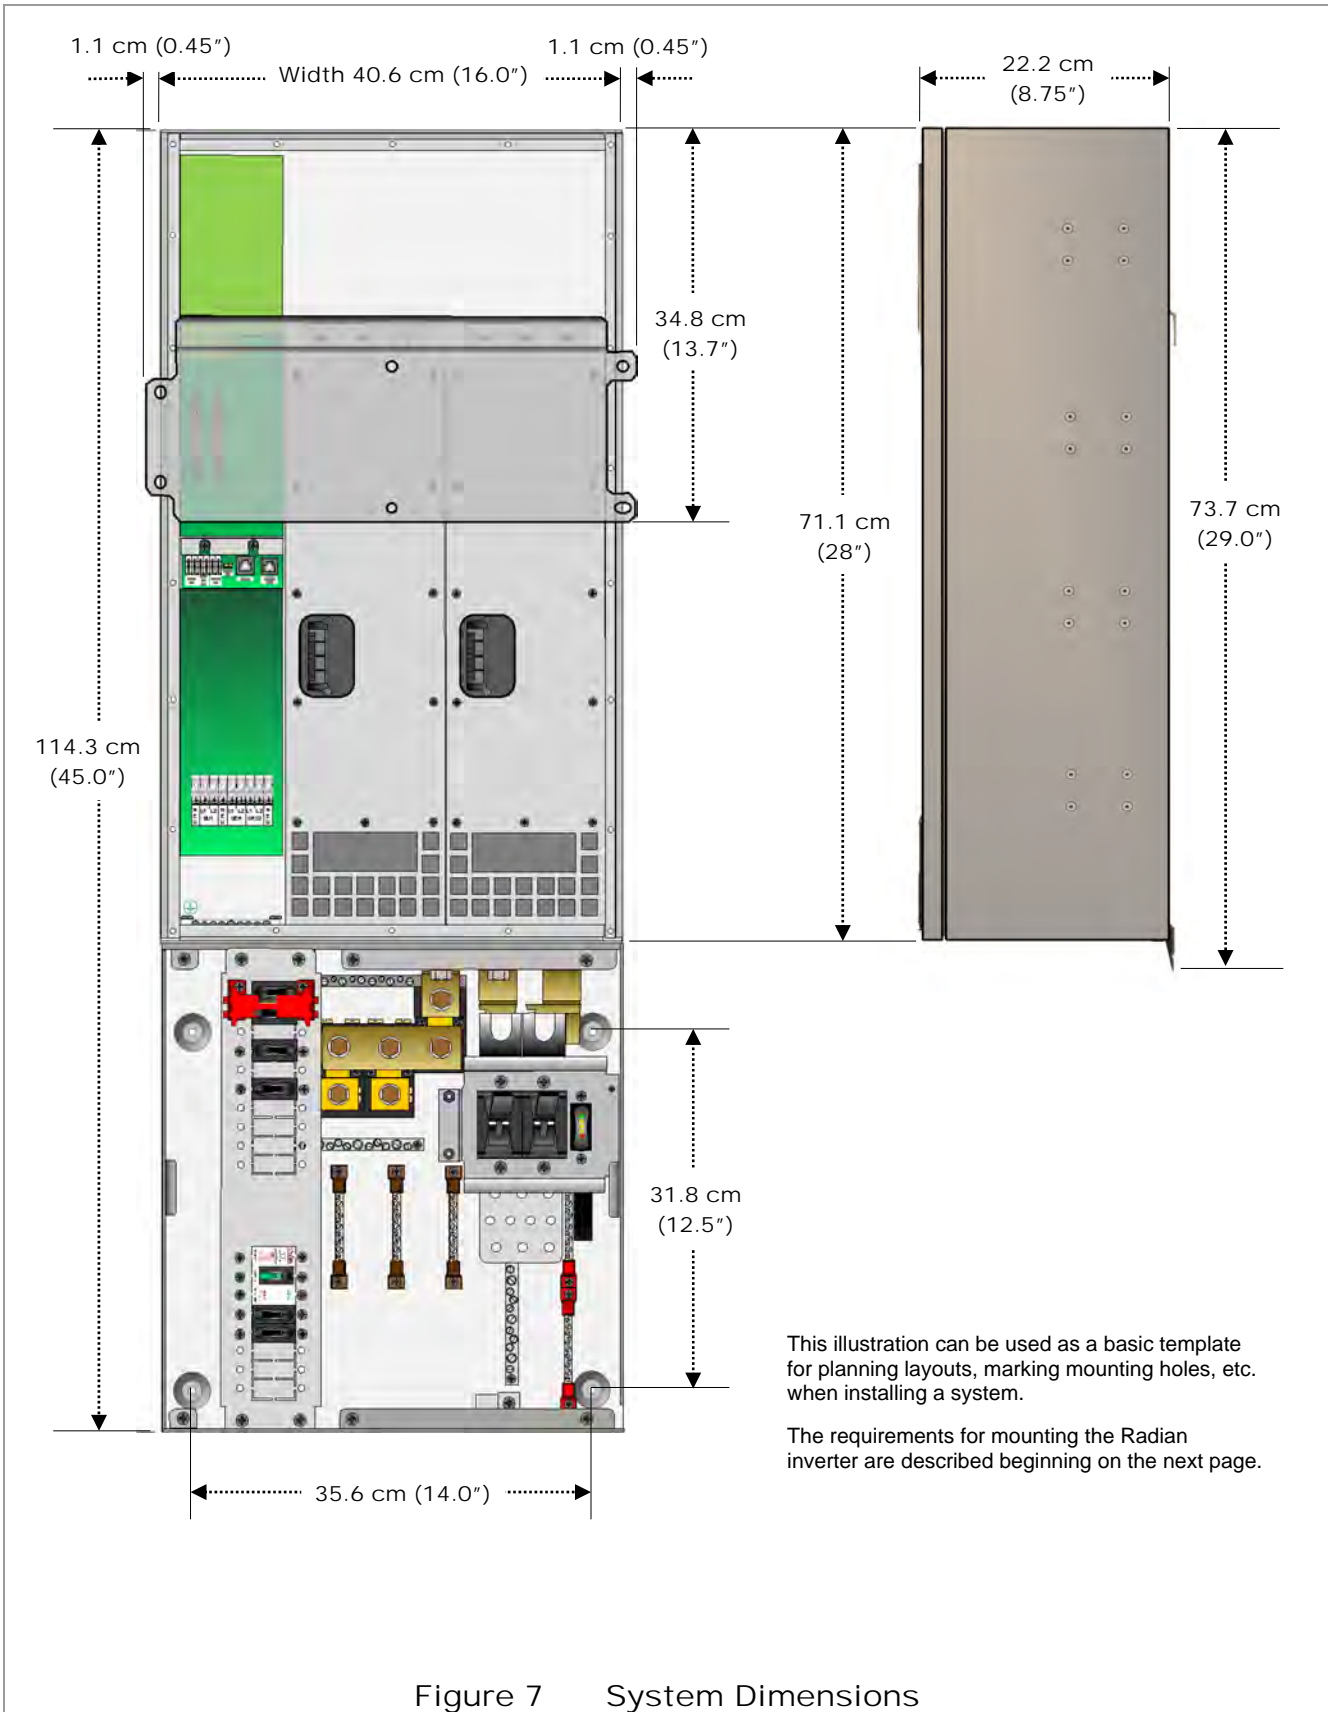 1.1 cm (0.45″)
1.1 cm (0.45″)
Width 40.6 cm (16.0″)
22.2 cm
(8.75″)
34.8 cm
(13.7″)
71.1 cm
(28″)
73.7 cm
(29.0″)
114.3 cm
(45.0″)
31.8 cm
(12.5″)
This illustration can be used as a basic template
for planning layouts, marking mounting holes, etc.
when installing a system.
The requirements for mounting the Radian
inverter are described beginning on the next page.
35.6 cm (14.0″)
Figure 7 System Dimensions